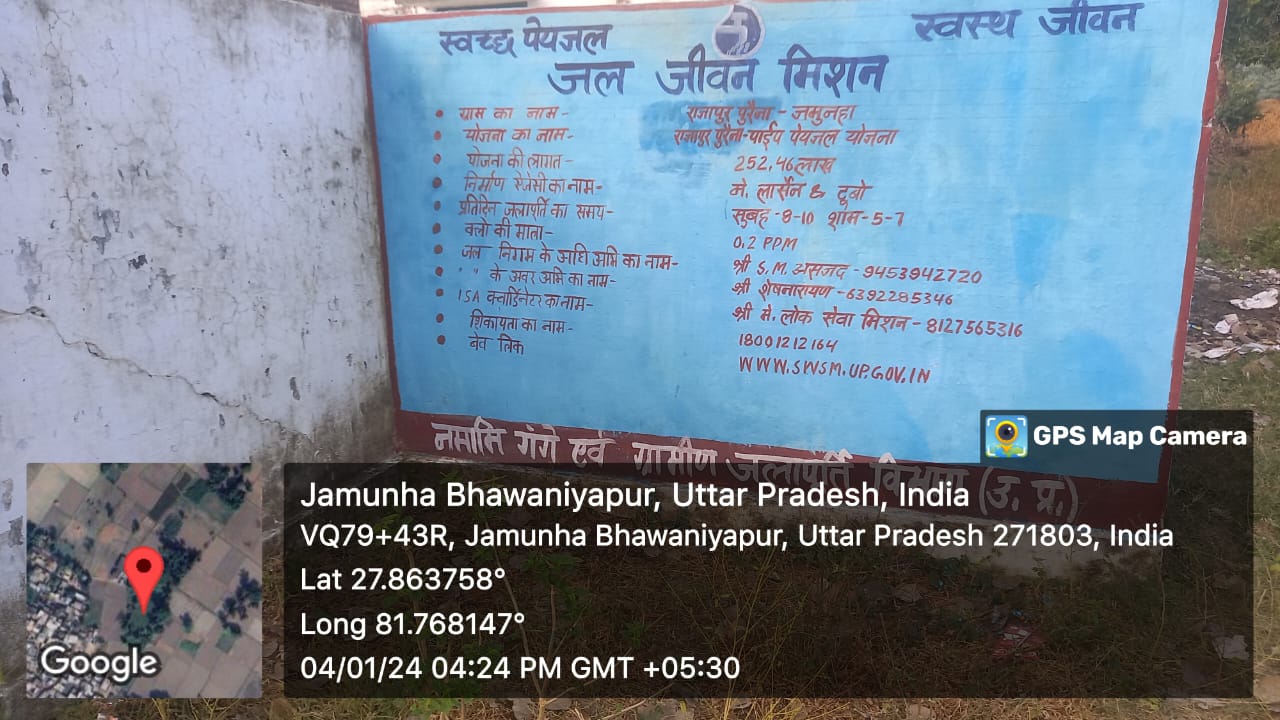 स्वच्छ पेयजल
स्वस्थ जीवन
जल जीवन मिशन
• ग्राम का नाम- राजापुर पुरैना - जमुनहा
• योजना का नाम- राजापुर पुरैना-पाईप पेयजल योजना
• योजना की लागत- 252.46 लाख
• निर्माण ऐजेंसी का नाम- मे. लार्सेन & टूब्रो
• प्रतिदिन जलापूर्ति का समय- सुबह -8-10 शाम-5-7
• क्लो की मात्रा- 0.2 PPM
• जल निगम के अधि अभि का नाम- श्री S.M. असजद -9453942720
• " " के अवर अभि का नाम- श्री शेषनारायण -6392285346
• ISA क्वार्डिनेटर का नाम- श्री मे. लोक सेवा मिशन - 8127565316
• शिकायता का नाम- 18001212164
• बेव लिंक WWW.SWSM.UP.GOV.IN
नमामि गंगे एवं ग्रामीण जलापूर्ति विभाग (उ. प्र.)
GPS Map Camera
Jamunha Bhawaniyapur, Uttar Pradesh, India
VQ79+43R, Jamunha Bhawaniyapur, Uttar Pradesh 271803, India
Lat 27.863758°
Long 81.768147°
04/01/24 04:24 PM GMT +05:30
Google